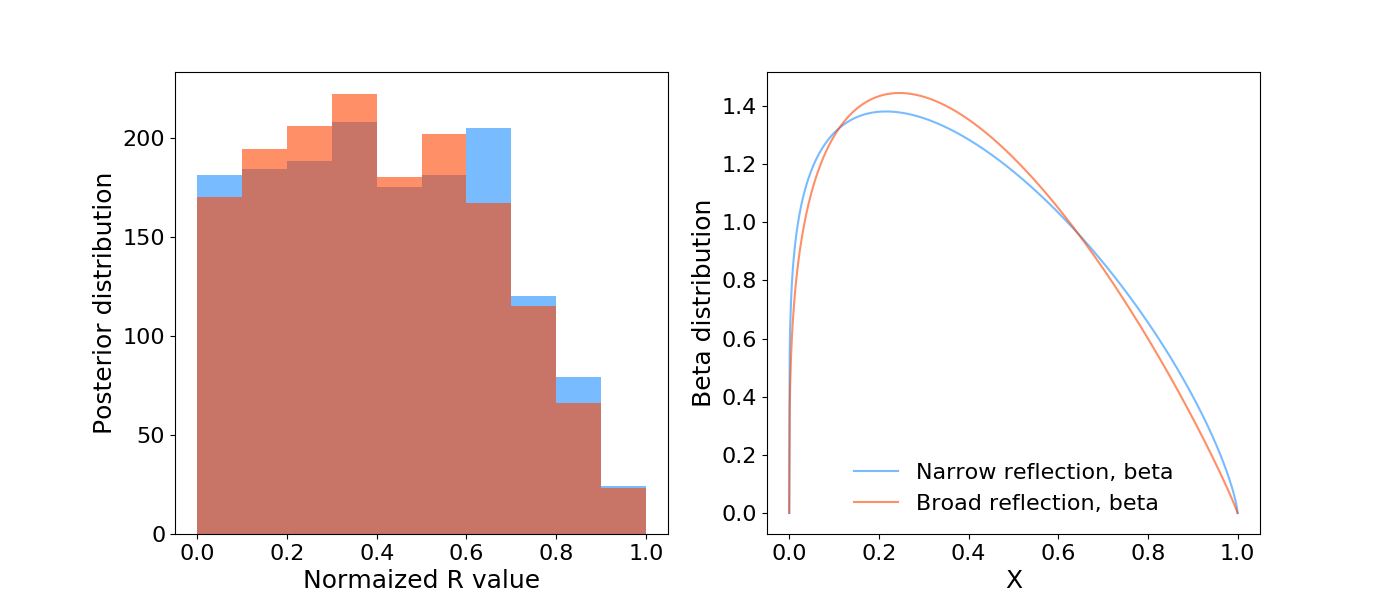 Posterior distribution
200
150
100
50
0
0.0 0.2 0.4 0.6 0.8 1.0
Normaized R value
Beta distribution
1.4
1.2
1.0
0.8
0.6
0.4
0.2
0.0
Narrow reflection, beta
Broad reflection, beta
0.0 0.2 0.4 0.6 0.8 1.0
X